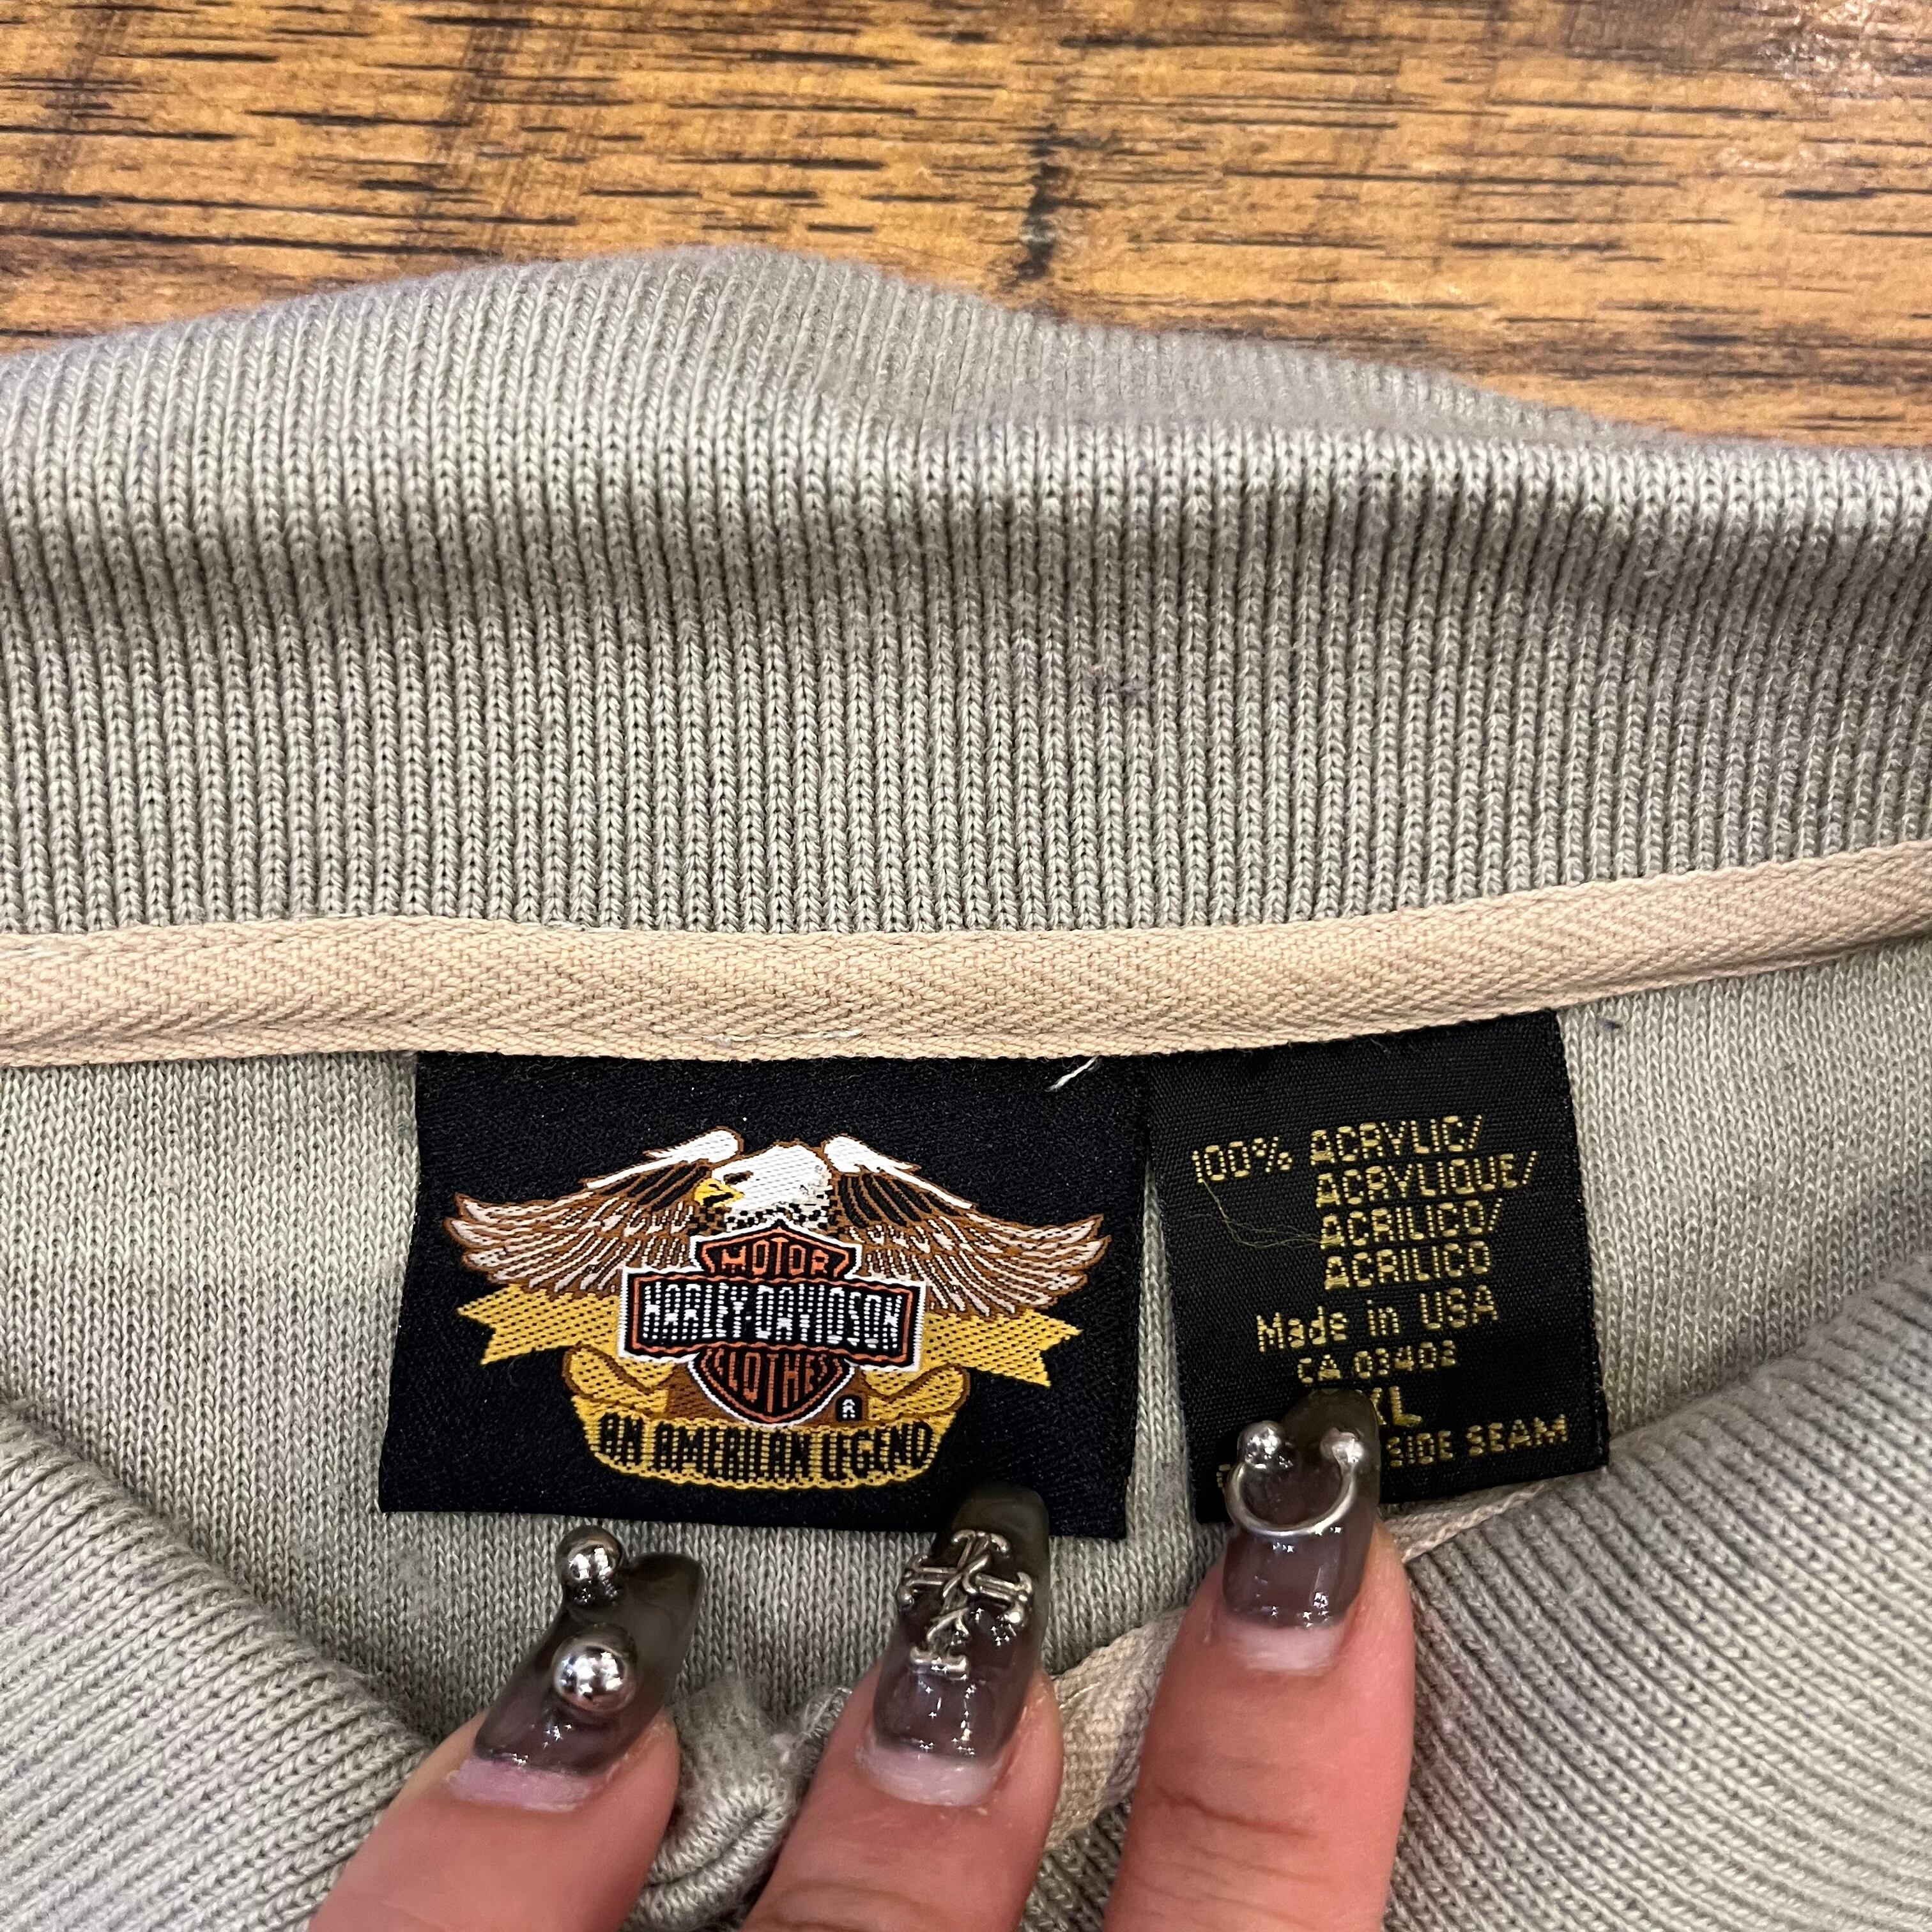 MOTOR
HARLEY-DAVIDSON
CLOTHES
®
AN AMERICAN LEGEND
100% ACRYLIC/
ACRYLIQUE/
ACRILICO/
ACRILICO
Made in USA
CA 03402
XL
SIDE SEAM